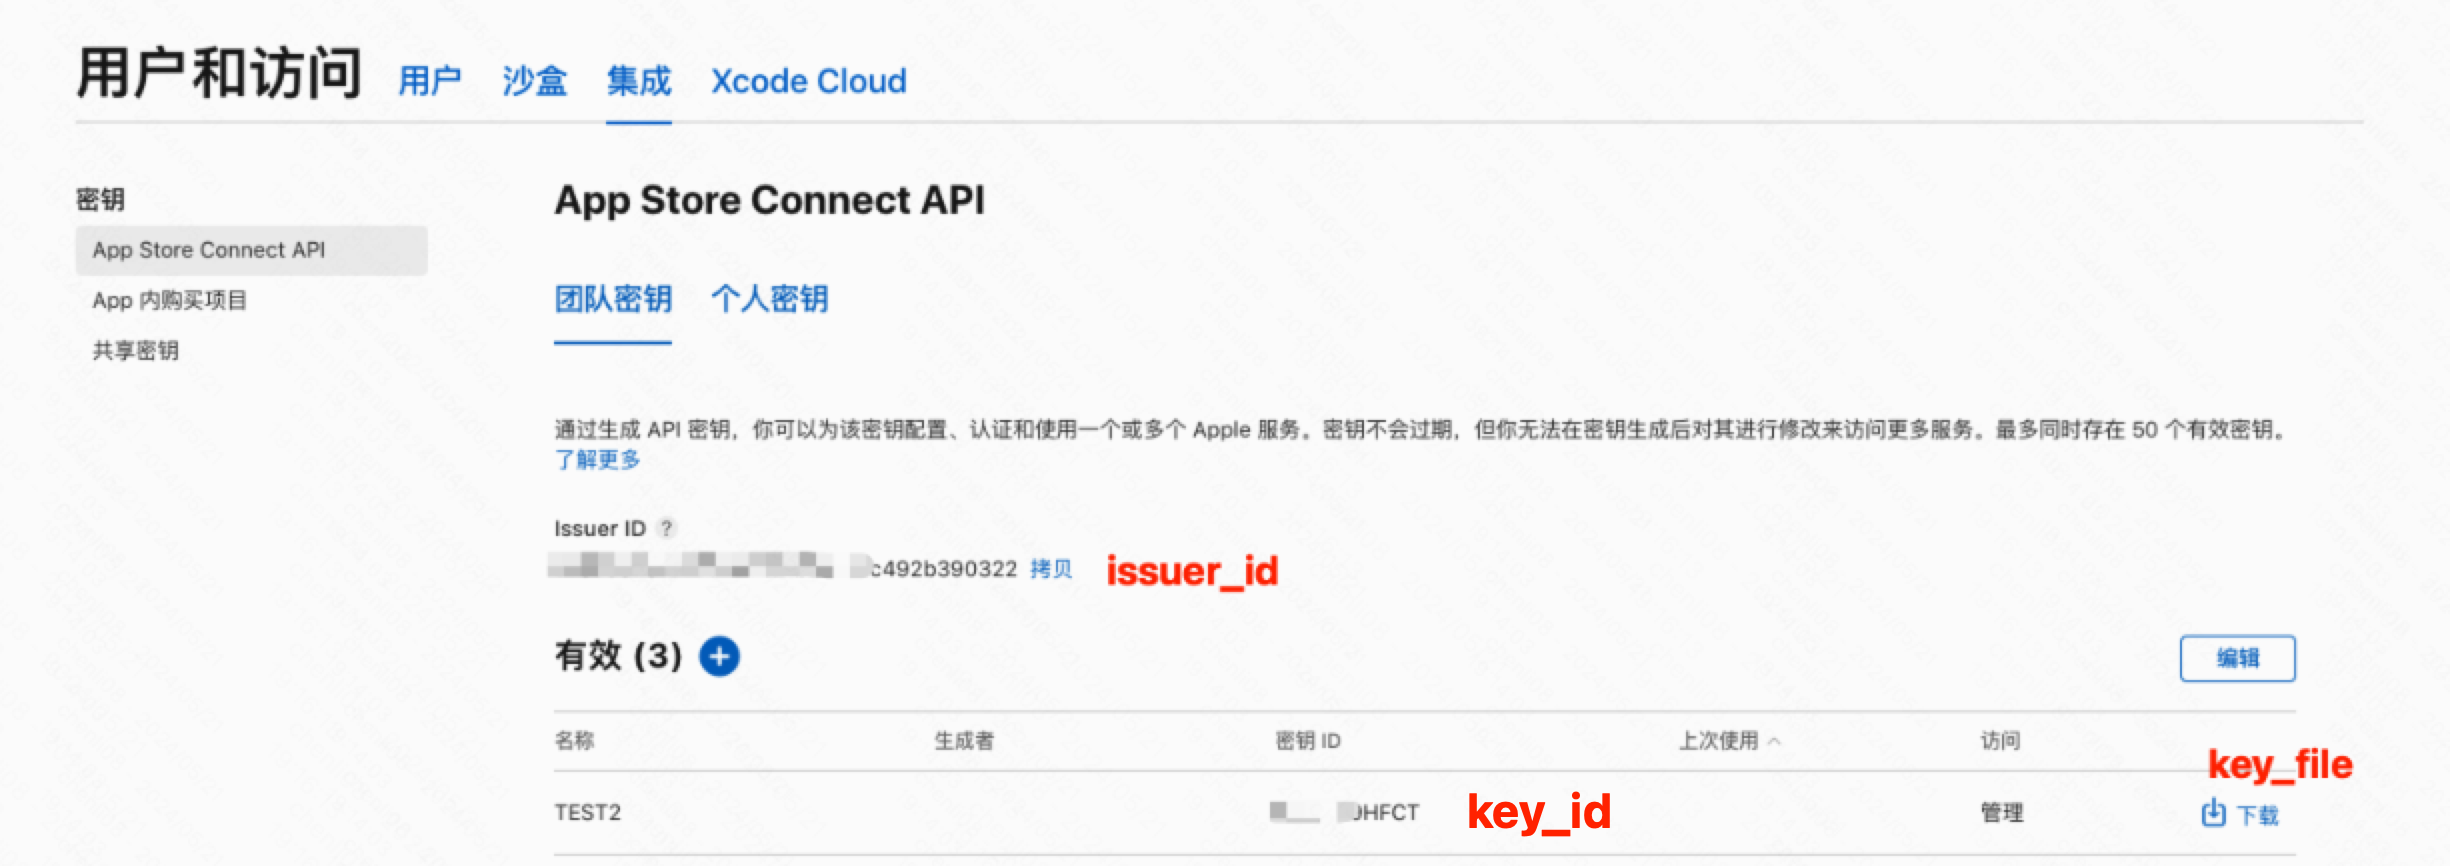 用户和访问 用户 沙盒 集成 Xcode Cloud
密钥
App Store Connect API
App 内购买项目
共享密钥
App Store Connect API
团队密钥 个人密钥
通过生成 API 密钥，你可以为该密钥配置、认证和使用一个或多个 Apple 服务。密钥不会过期，但你无法在密钥生成后对其进行修改来访问更多服务。最多同时存在 50 个有效密钥。
了解更多
Issuer ID ?
c492b390322 拷贝 issuer_id
有效 (3) +
编辑
名称 生成者 密钥 ID 上次使用 访问
key_file
TEST2 HFCT key_id 管理 下载